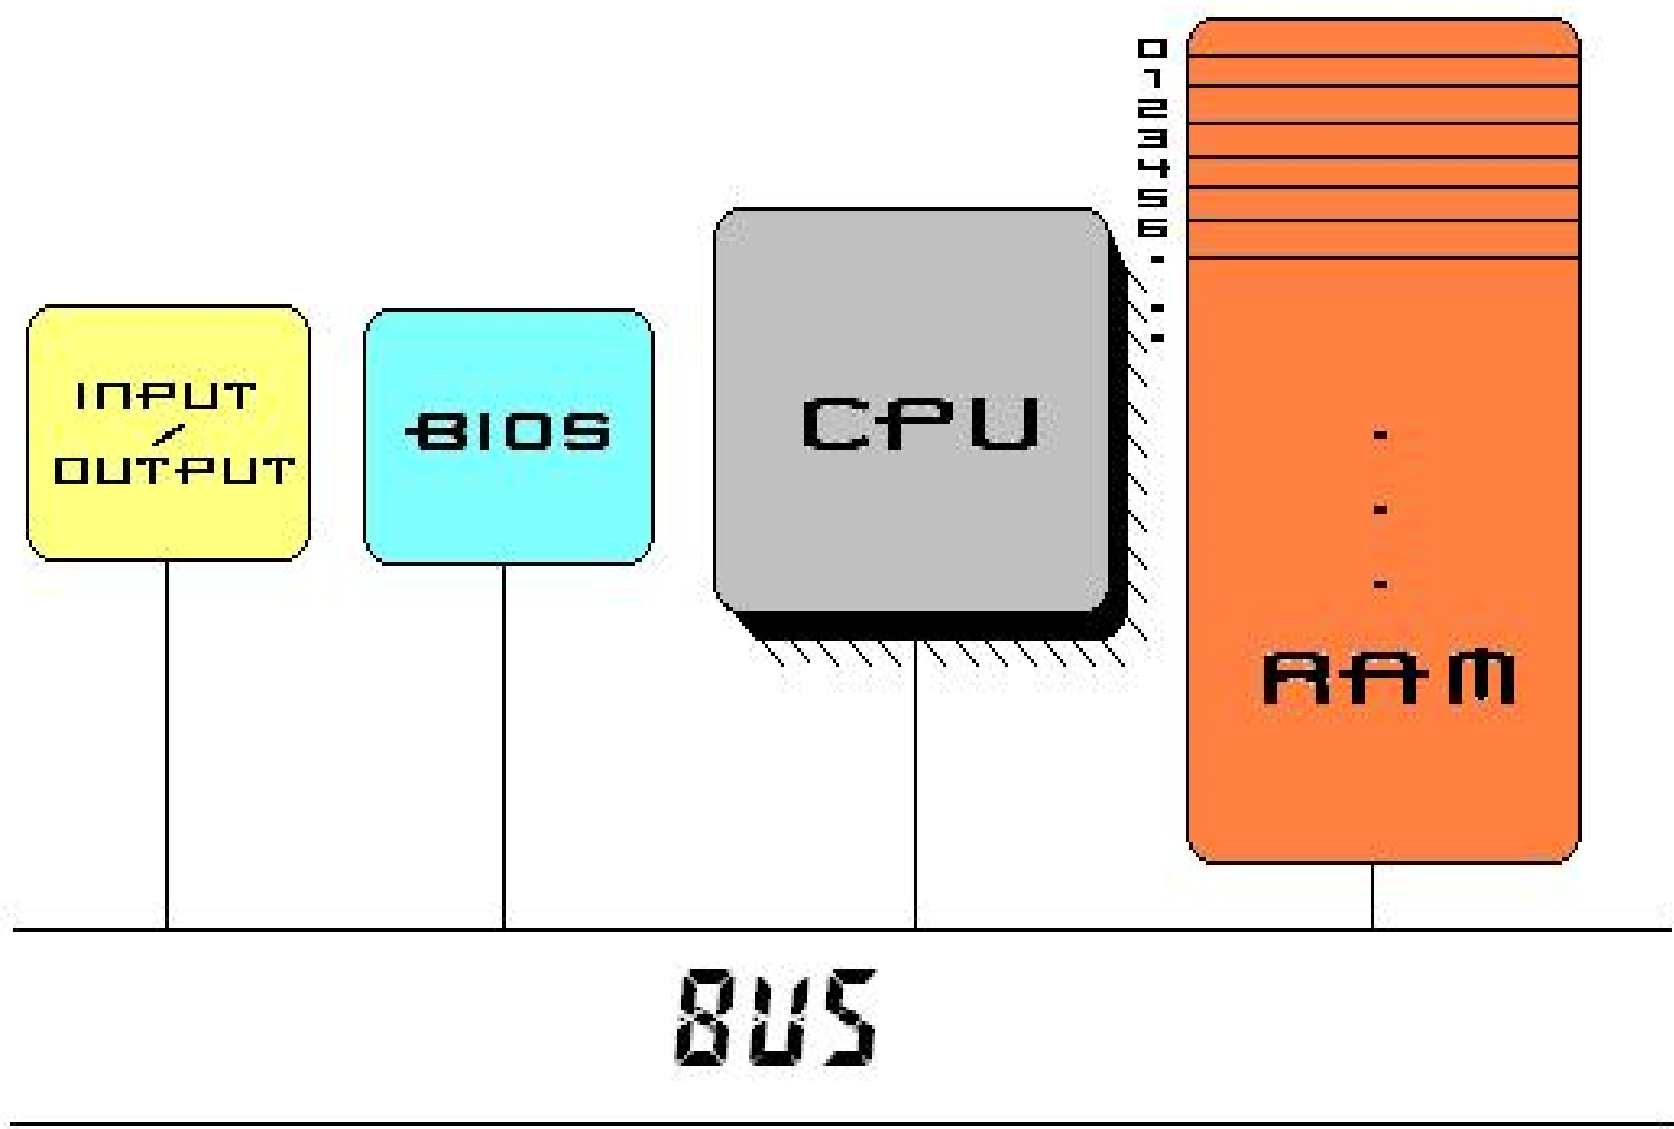 INPUT
/
OUTPUT
BIOS
CPU
0
1
2
3
4
5
6
.
.
.
.
.
.
RAM
BUS